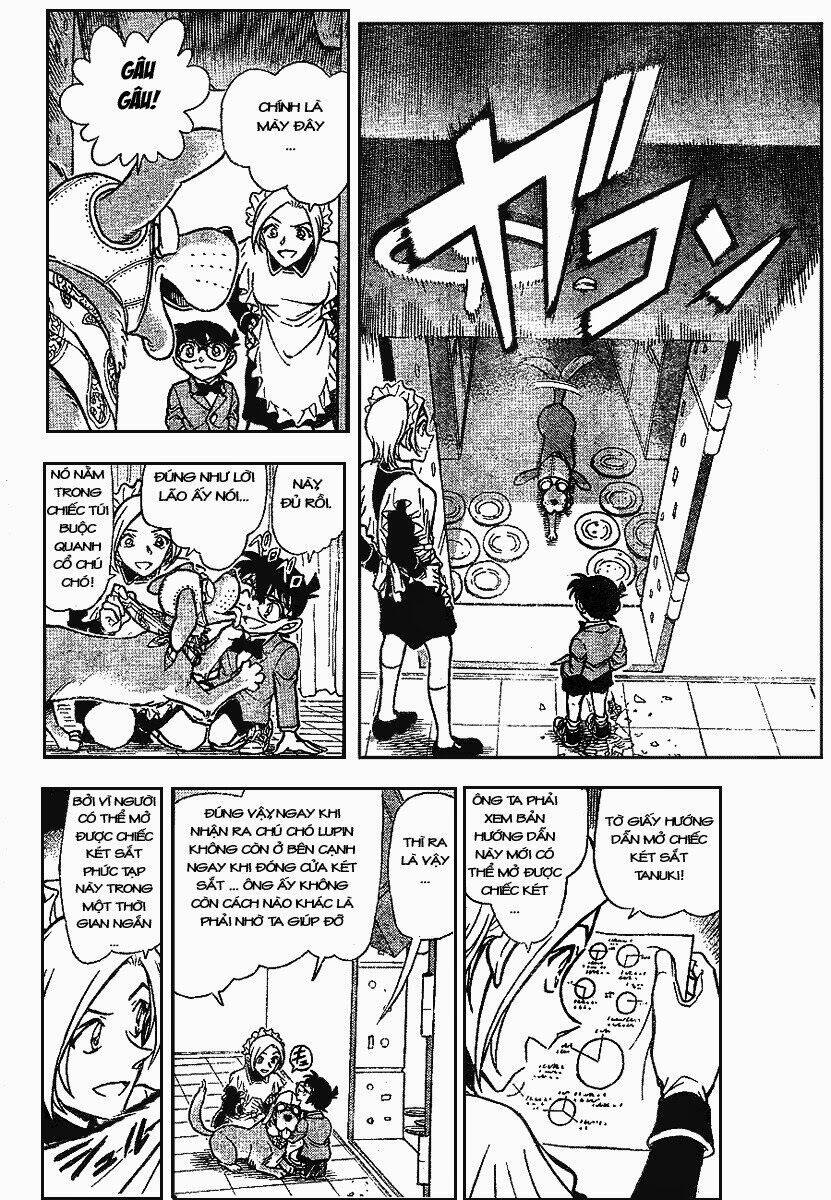 ガコン
GÂU
GÂU!
CHÍNH LÀ
MÀY ĐÂY
...
NÀY
ĐỦ RỒI.
ĐÚNG NHƯ LỜI
LÃO ẤY NÓI...
NÓ NẰM
TRONG
CHIẾC TÚI
BUỘC
QUANH
CỔ CHÚ
CHÓ!
TỜ GIẤY HƯỚNG
DẪN MỞ CHIẾC
KÉT SẮT
TANUKI!
ÔNG TA PHẢI
XEM BẢN
HƯỚNG DẪN
NÀY MỚI CÓ
THỂ MỞ ĐƯỢC
CHIẾC KÉT
...
THÌ RA
LÀ VẬY
...
ĐÚNG VẬY,NGAY KHI
NHẬN RA CHÚ CHÓ LUPIN
KHÔNG CÒN Ở BÊN CẠNH
NGAY KHI ĐÓNG CỬA KÉT
SẮT ... ÔNG ẤY KHÔNG
CÒN CÁCH NÀO KHÁC LÀ
PHẢI NHỜ TA GIÚP ĐỠ
BỞI VÌ NGƯỜI
CÓ THỂ MỞ
ĐƯỢC CHIẾC
KÉT SẮT
PHỨC TẠP
NÀY TRONG
MỘT THỜI
GIAN NGẮN
...